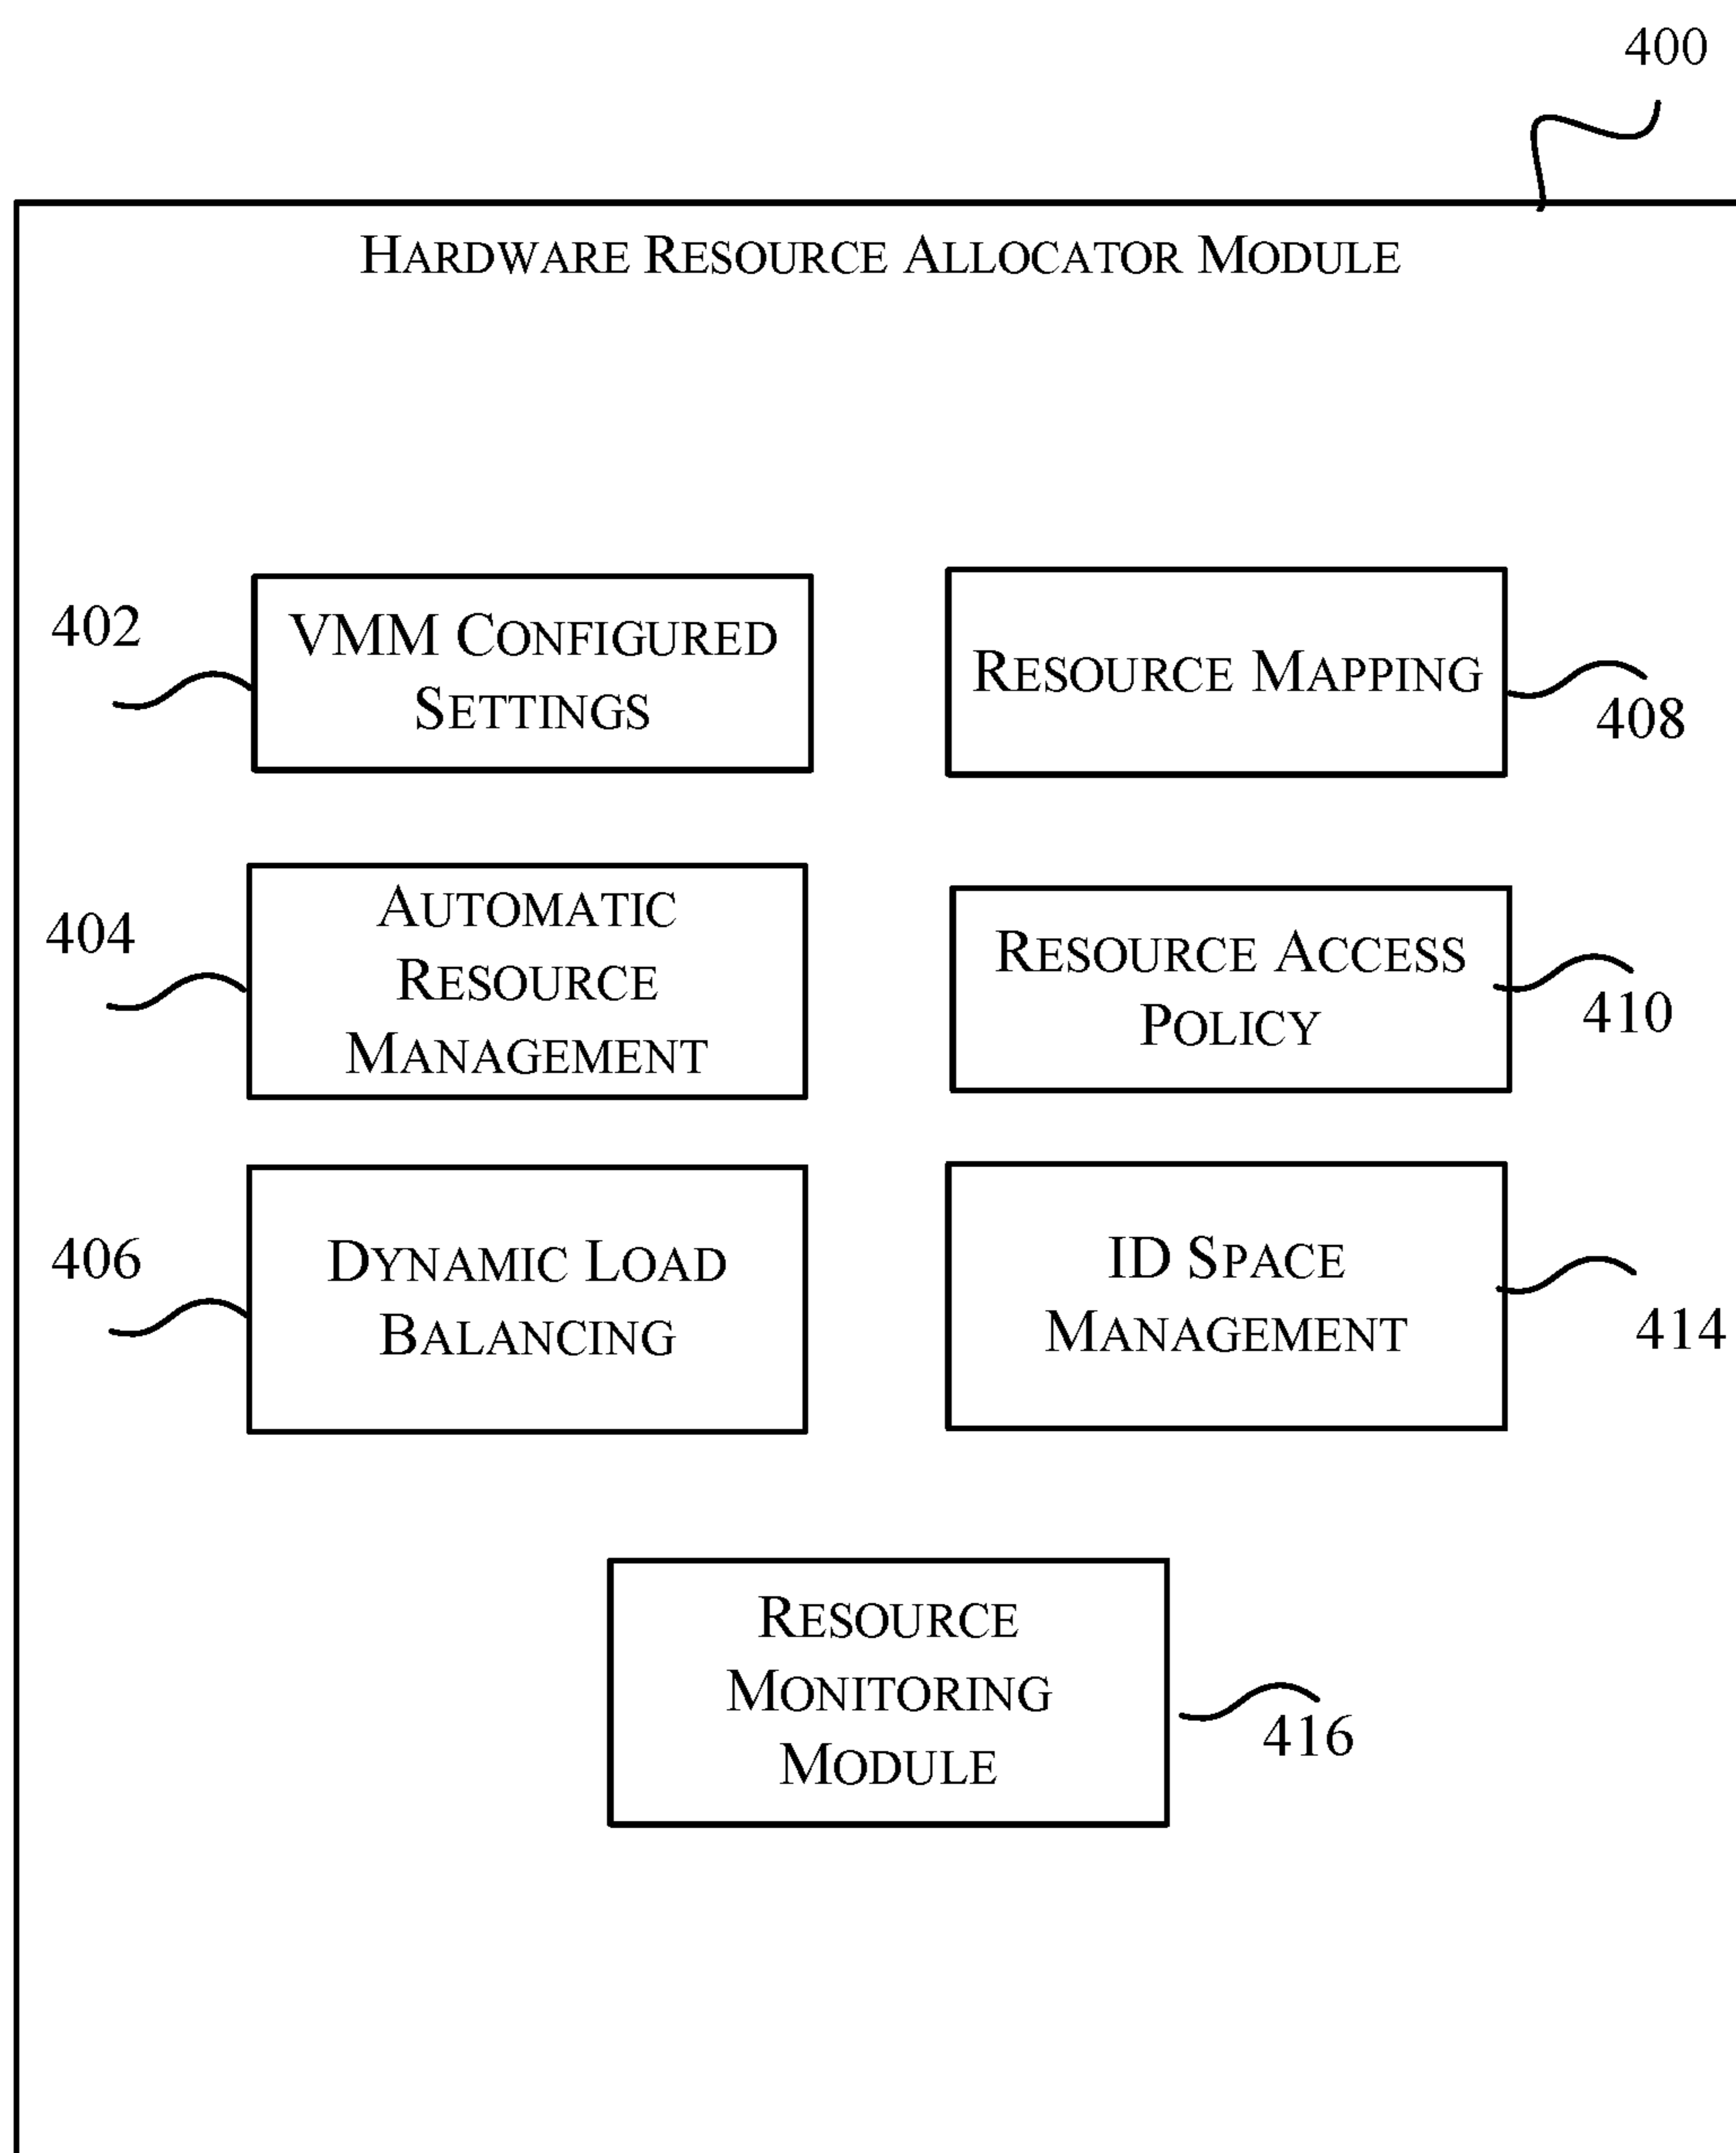 400
HARDWARE RESOURCE ALLOCATOR MODULE
402
VMM CONFIGURED
SETTINGS
RESOURCE MAPPING
408
404
AUTOMATIC
RESOURCE
MANAGEMENT
RESOURCE ACCESS
POLICY
410
406
DYNAMIC LOAD
BALANCING
ID SPACE
MANAGEMENT
414
RESOURCE
MONITORING
MODULE
416